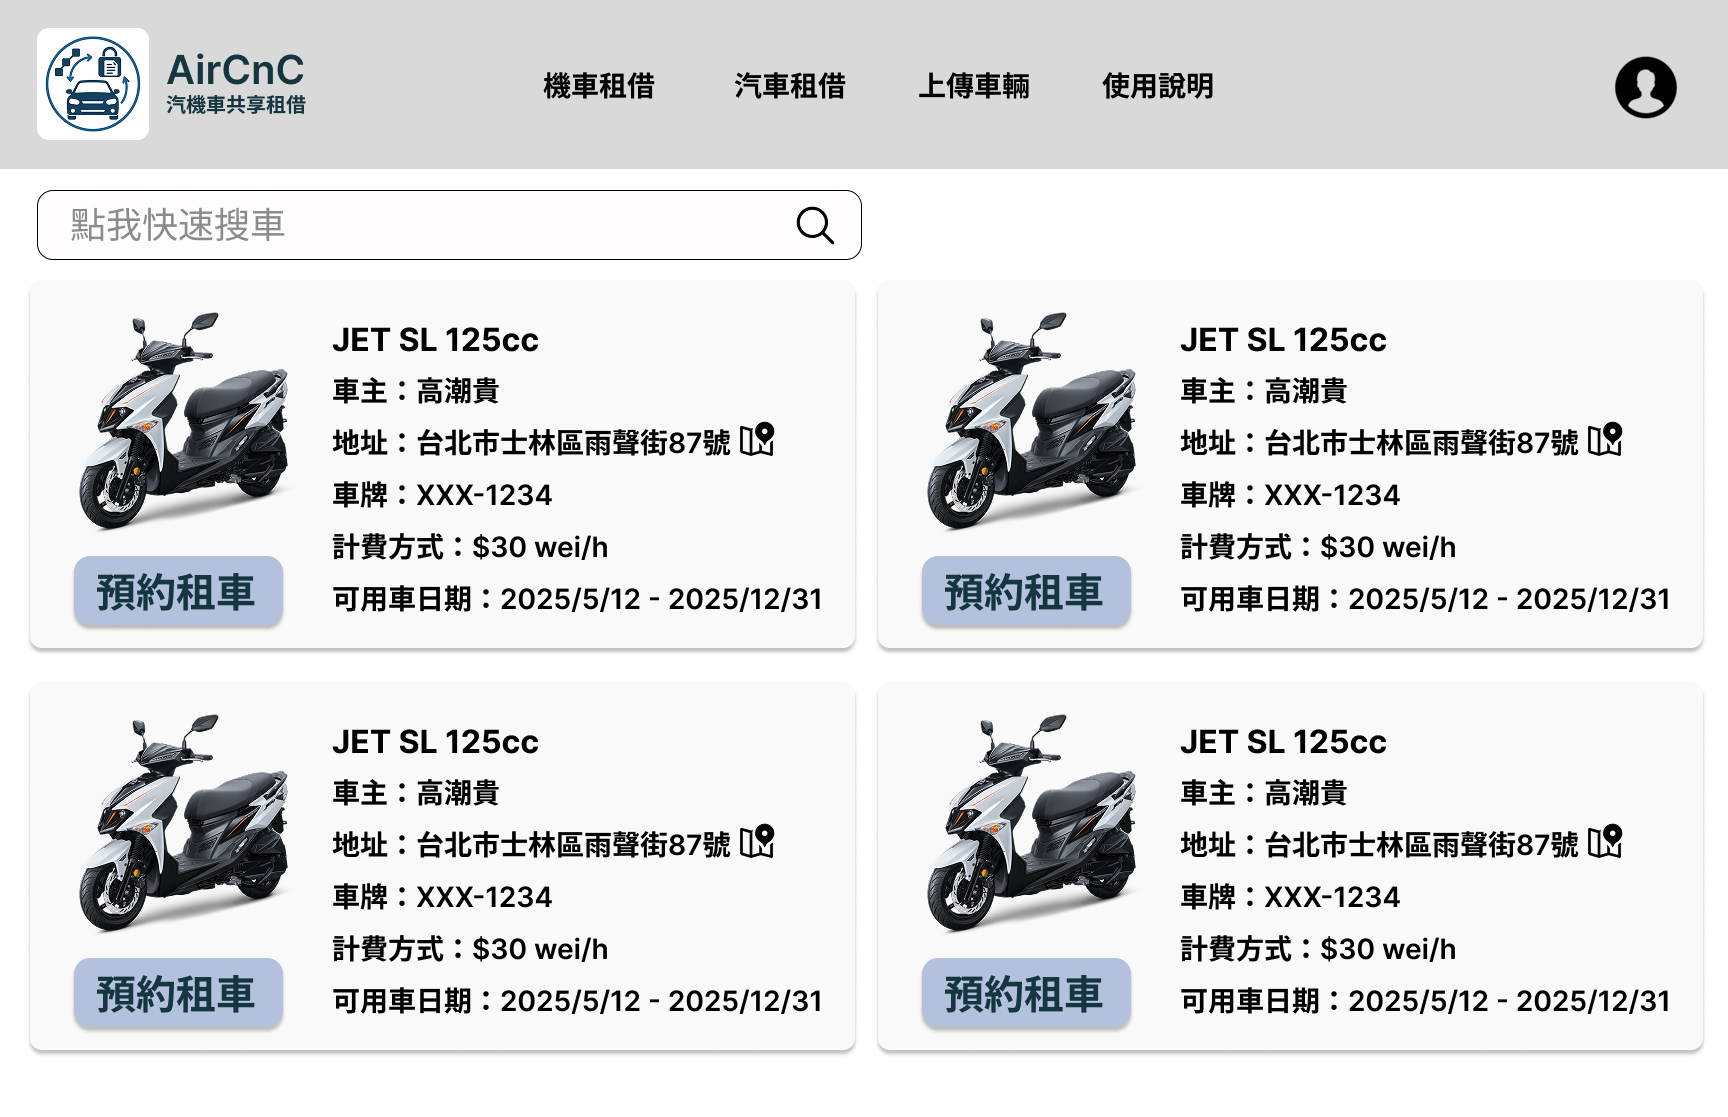 AirCnC
汽機車共享租借
機車租借
汽車租借
上傳車輛
使用說明
點我快速搜車
JET SL 125cc
車主：高潮貴
地址：台北市士林區雨聲街87號
車牌：XXX-1234
計費方式：$30 wei/h
可用車日期：2025/5/12 - 2025/12/31
預約租車
JET SL 125cc
車主：高潮貴
地址：台北市士林區雨聲街87號
車牌：XXX-1234
計費方式：$30 wei/h
可用車日期：2025/5/12 - 2025/12/31
預約租車
JET SL 125cc
車主：高潮貴
地址：台北市士林區雨聲街87號
車牌：XXX-1234
計費方式：$30 wei/h
可用車日期：2025/5/12 - 2025/12/31
預約租車
JET SL 125cc
車主：高潮貴
地址：台北市士林區雨聲街87號
車牌：XXX-1234
計費方式：$30 wei/h
可用車日期：2025/5/12 - 2025/12/31
預約租車